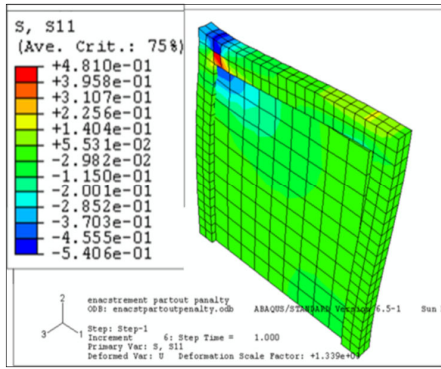 S, S11
(Ave. Crit.: 75%)
+4.810e-01
+3.958e-01
+3.107e-01
+2.256e-01
+1.404e-01
+5.531e-02
-2.982e-02
-1.150e-01
-2.001e-01
-2.852e-01
-3.703e-01
-4.555e-01
-5.406e-01
2
3
1
enacstrement partout panalty
ODB: enacstpartoutpenalty.odb ABAQUS/STANDARD Version 6.5-1 Sun
Step: Step-1
Increment 6: Step Time = 1.000
Primary Var: S, S11
Deformed Var: U Deformation Scale Factor: +1.339e+0